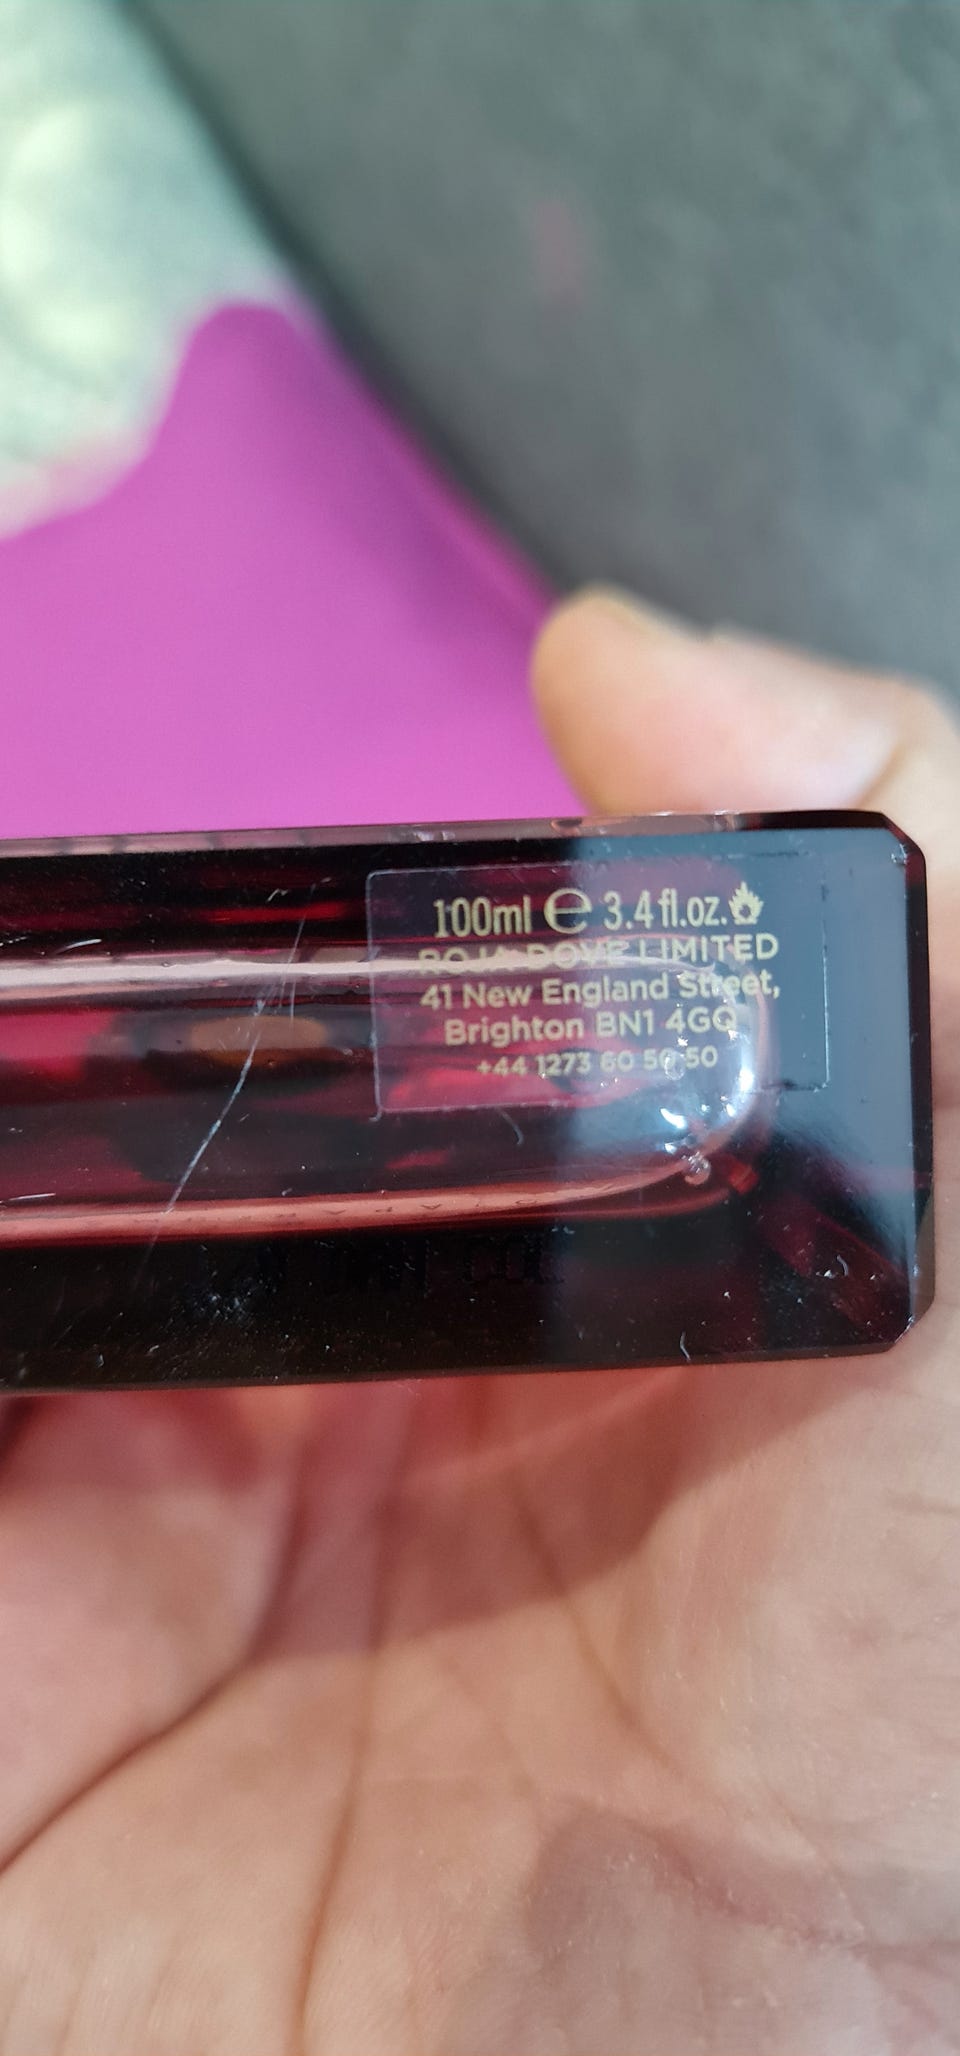 100ml ℮ 3.4 fl.oz.
ROJA DOVE LIMITED
41 New England Street,
Brighton BN1 4GQ
+44 1273 60 50 50